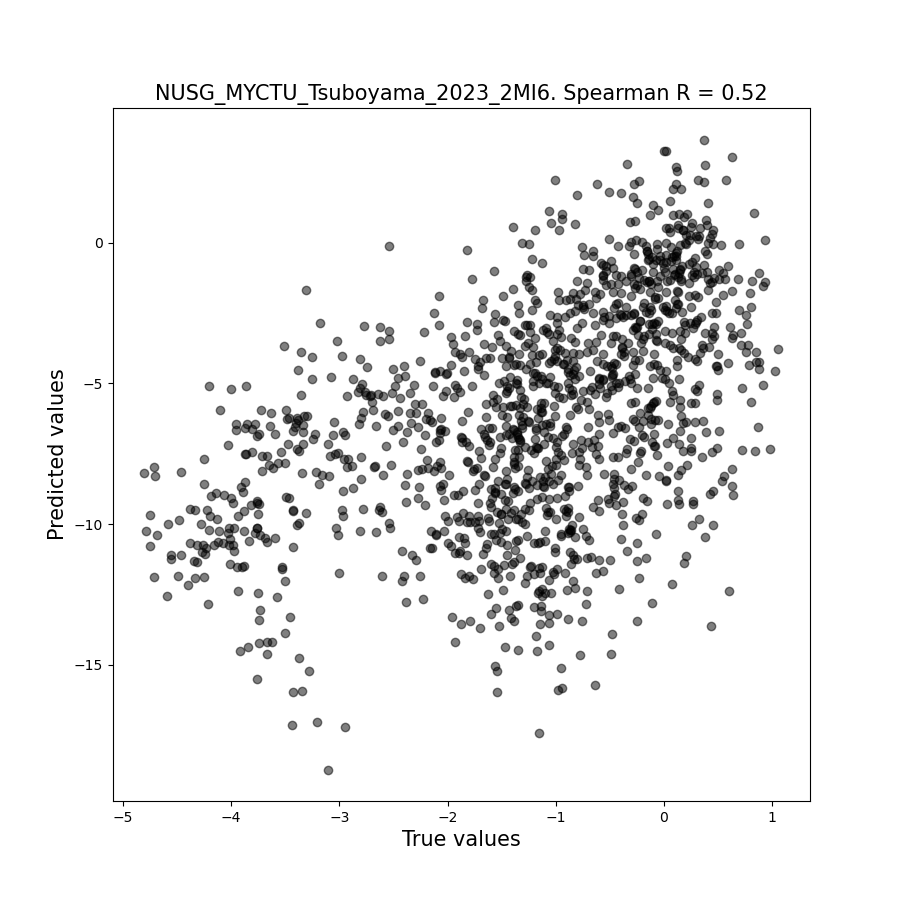 NUSG_MYCTU_Tsuboyama_2023_2MI6. Spearman R = 0.52
Predicted values
0
−5
−10
−15
−5 −4 −3 −2 −1 0 1
True values